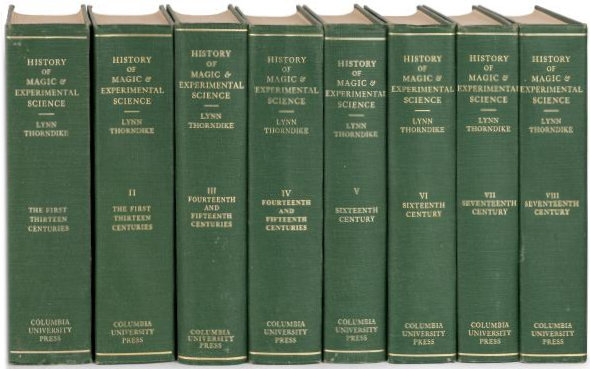 HISTORY
OF
MAGIC &
EXPERIMENTAL
SCIENCE
LYNN
THORNDIKE
THE FIRST
THIRTEEN
CENTURIES
COLUMBIA
UNIVERSITY
PRESS
HISTORY
OF
MAGIC &
EXPERIMENTAL
SCIENCE
LYNN
THORNDIKE
II
THE FIRST
THIRTEEN
CENTURIES
COLUMBIA
UNIVERSITY
PRESS
HISTORY
OF
MAGIC &
EXPERIMENTAL
SCIENCE
LYNN
THORNDIKE
III
FOURTEENTH
AND
FIFTEENTH
CENTURIES
COLUMBIA
UNIVERSITY
PRESS
HISTORY
OF
MAGIC &
EXPERIMENTAL
SCIENCE
LYNN
THORNDIKE
IV
FOURTEENTH
AND
FIFTEENTH
CENTURIES
COLUMBIA
UNIVERSITY
PRESS
HISTORY
OF
MAGIC &
EXPERIMENTAL
SCIENCE
LYNN
THORNDIKE
V
SIXTEENTH
CENTURY
COLUMBIA
UNIVERSITY
PRESS
HISTORY
OF
MAGIC &
EXPERIMENTAL
SCIENCE
LYNN
THORNDIKE
VI
SIXTEENTH
CENTURY
COLUMBIA
UNIVERSITY
PRESS
HISTORY
OF
MAGIC &
EXPERIMENTAL
SCIENCE
LYNN
THORNDIKE
VII
SEVENTEENTH
CENTURY
COLUMBIA
UNIVERSITY
PRESS
HISTORY
OF
MAGIC &
EXPERIMENTAL
SCIENCE
LYNN
THORNDIKE
VIII
SEVENTEENTH
CENTURY
COLUMBIA
UNIVERSITY
PRESS